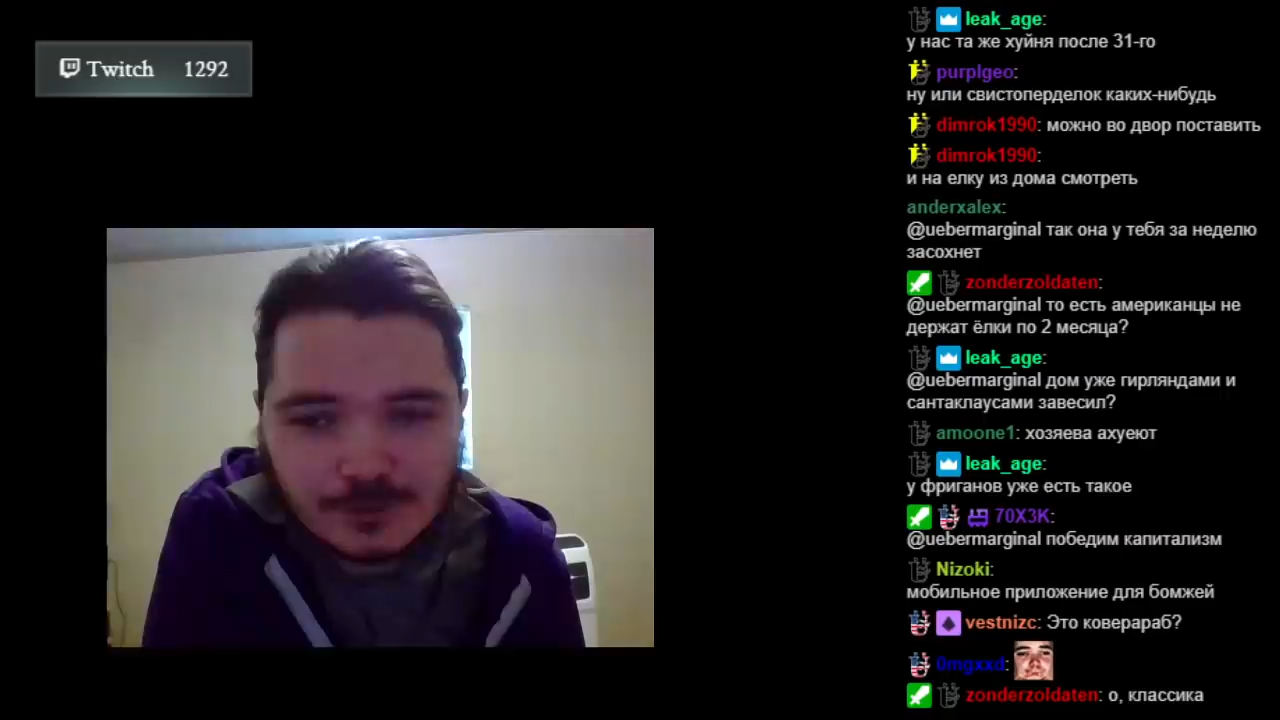 Twitch 1292
leak_age:
у нас та же хуйня после 31-го
purplgeo:
ну или свистоперделок каких-нибудь
dimrok1990: можно во двор поставить
dimrok1990:
и на елку из дома смотреть
anderxalex:
@uebermarginal так она у тебя за неделю
засохнет
zonderzoldaten:
@uebermarginal то есть американцы не
держат ёлки по 2 месяца?
leak_age:
@uebermarginal дом уже гирляндами и
сантаклаусами завесил?
amoone1: хозяева ахуеют
leak_age:
у фриганов уже есть такое
70X3K:
@uebermarginal победим капитализм
Nizoki:
мобильное приложение для бомжей
vestnizc: Это коверараб?
0mgxxd:
zonderzoldaten: о, классика